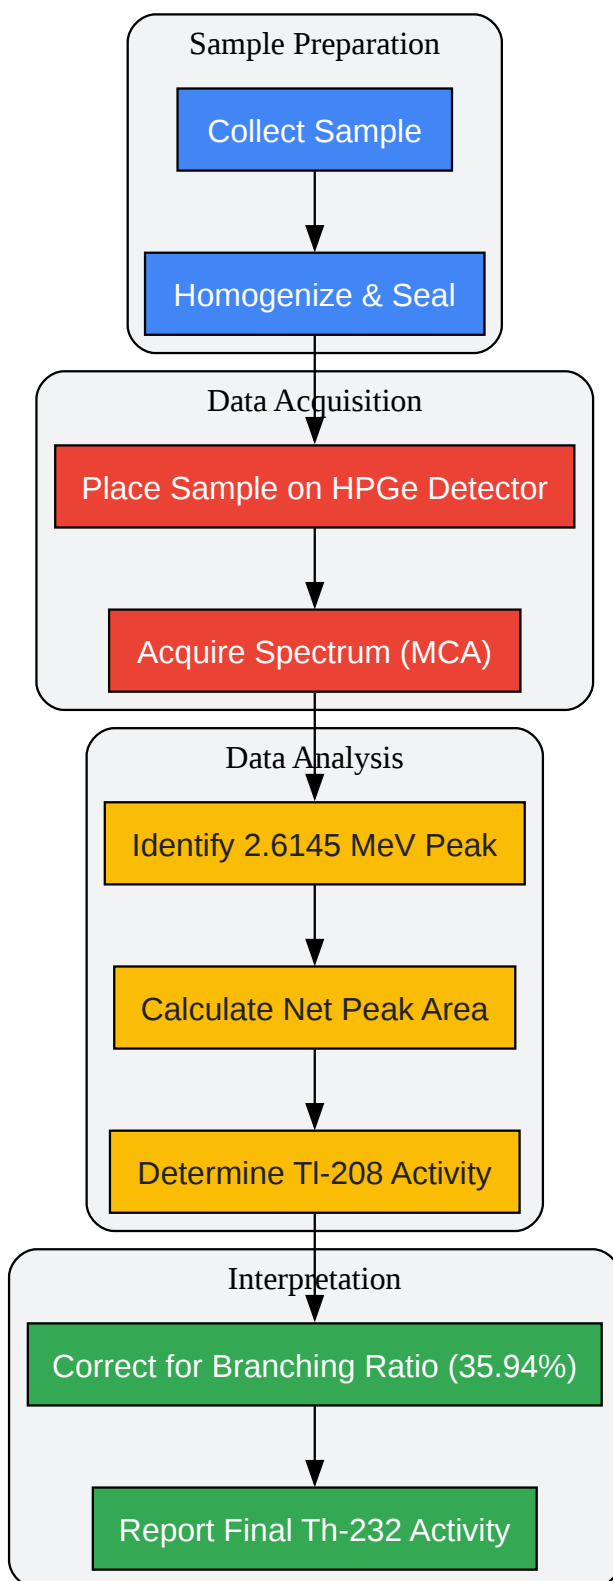 Sample Preparation
Collect Sample
Homogenize & Seal
Data Acquisition
Place Sample on HPGe Detector
Acquire Spectrum (MCA)
Data Analysis
Identify 2.6145 MeV Peak
Calculate Net Peak Area
Determine Tl-208 Activity
Interpretation
Correct for Branching Ratio (35.94%)
Report Final Th-232 Activity